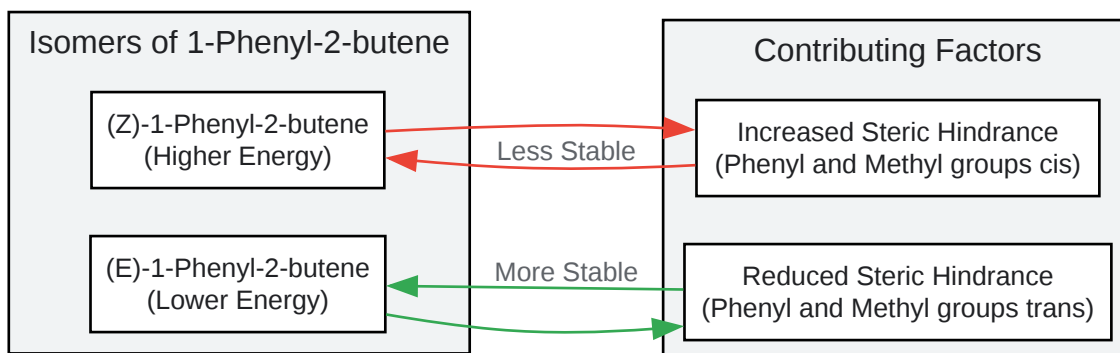 Isomers of 1-Phenyl-2-butene
(Z)-1-Phenyl-2-butene
(Higher Energy)
(E)-1-Phenyl-2-butene
(Lower Energy)
Less Stable
More Stable
Contributing Factors
Increased Steric Hindrance
(Phenyl and Methyl groups cis)
Reduced Steric Hindrance
(Phenyl and Methyl groups trans)